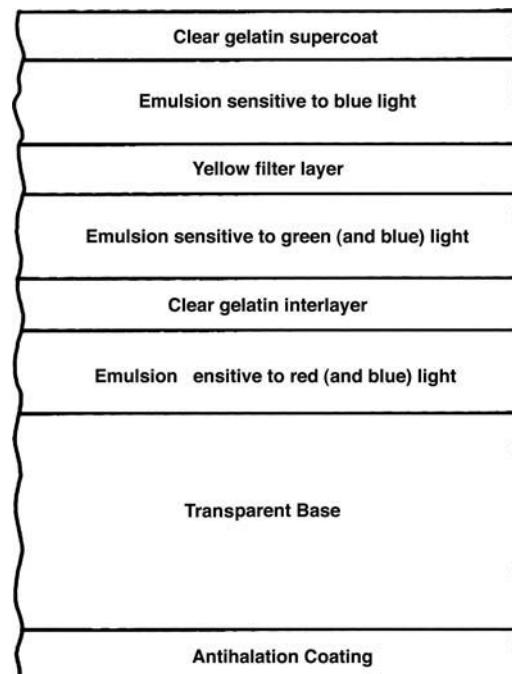 Clear gelatin supercoat
Emulsion sensitive to blue light
Yellow filter layer
Emulsion sensitive to green (and blue) light
Clear gelatin interlayer
Emulsion ensitive to red (and blue) light
Transparent Base
Antihalation Coating